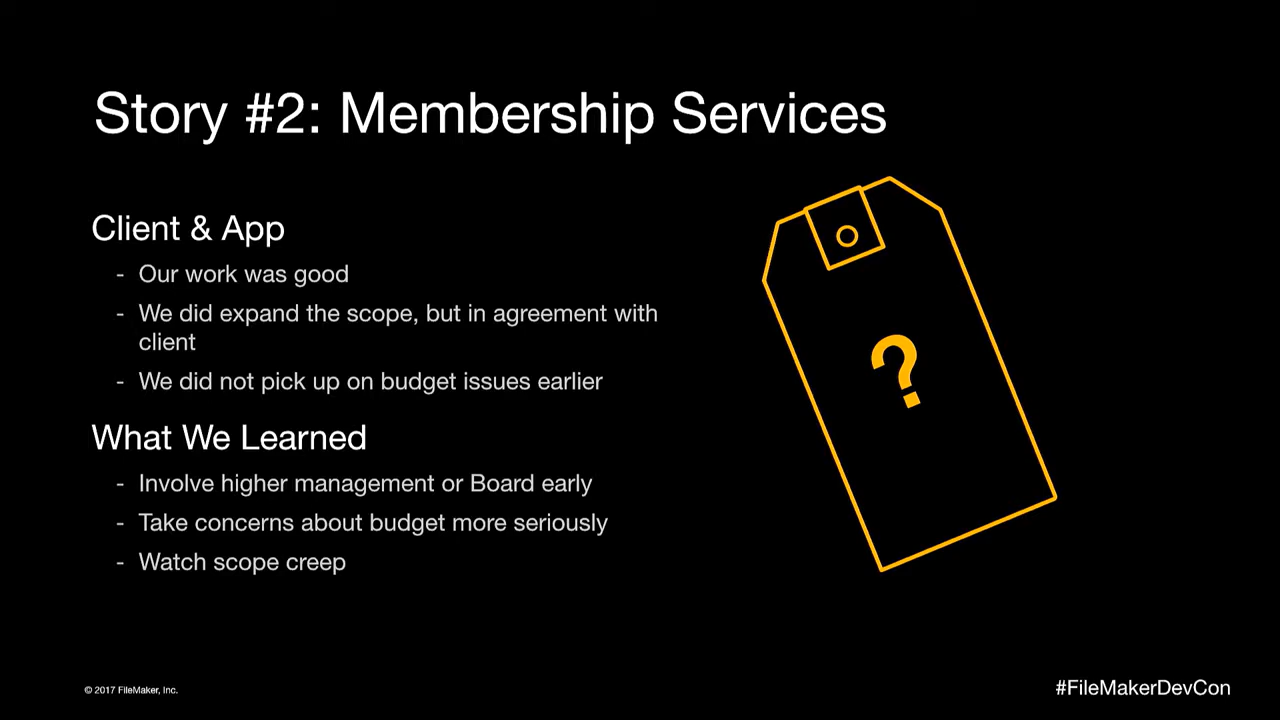 Story #2: Membership Services
Client & App
- Our work was good
- We did expand the scope, but in agreement with
client
- We did not pick up on budget issues earlier
What We Learned
- Involve higher management or Board early
- Take concerns about budget more seriously
- Watch scope creep
?
© 2017 FileMaker, Inc.
#FileMakerDevCon